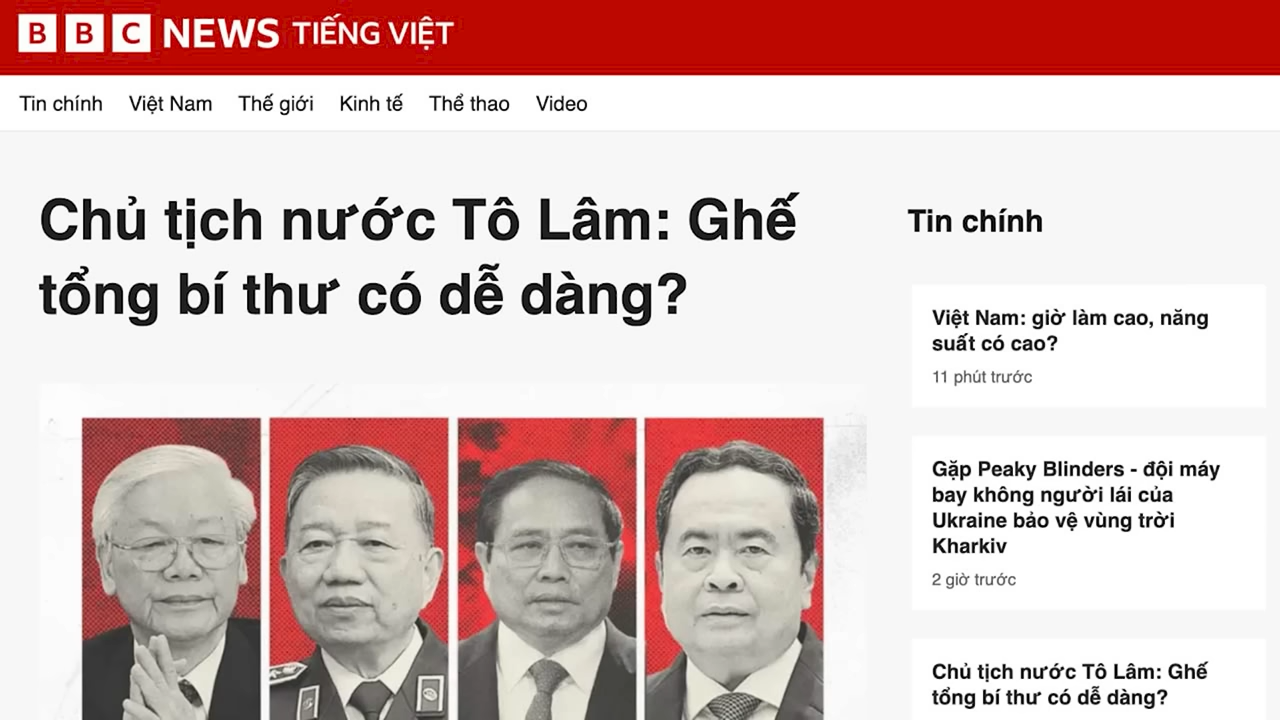 BBC NEWS TIẾNG VIỆT
Tin chính Việt Nam Thế giới Kinh tế Thể thao Video
Chủ tịch nước Tô Lâm: Ghế
tổng bí thư có dễ dàng?
Tin chính
Việt Nam: giờ làm cao, năng
suất có cao?
11 phút trước
Gặp Peaky Blinders - đội máy
bay không người lái của
Ukraine bảo vệ vùng trời
Kharkiv
2 giờ trước
Chủ tịch nước Tô Lâm: Ghế
tổng bí thư có dễ dàng?